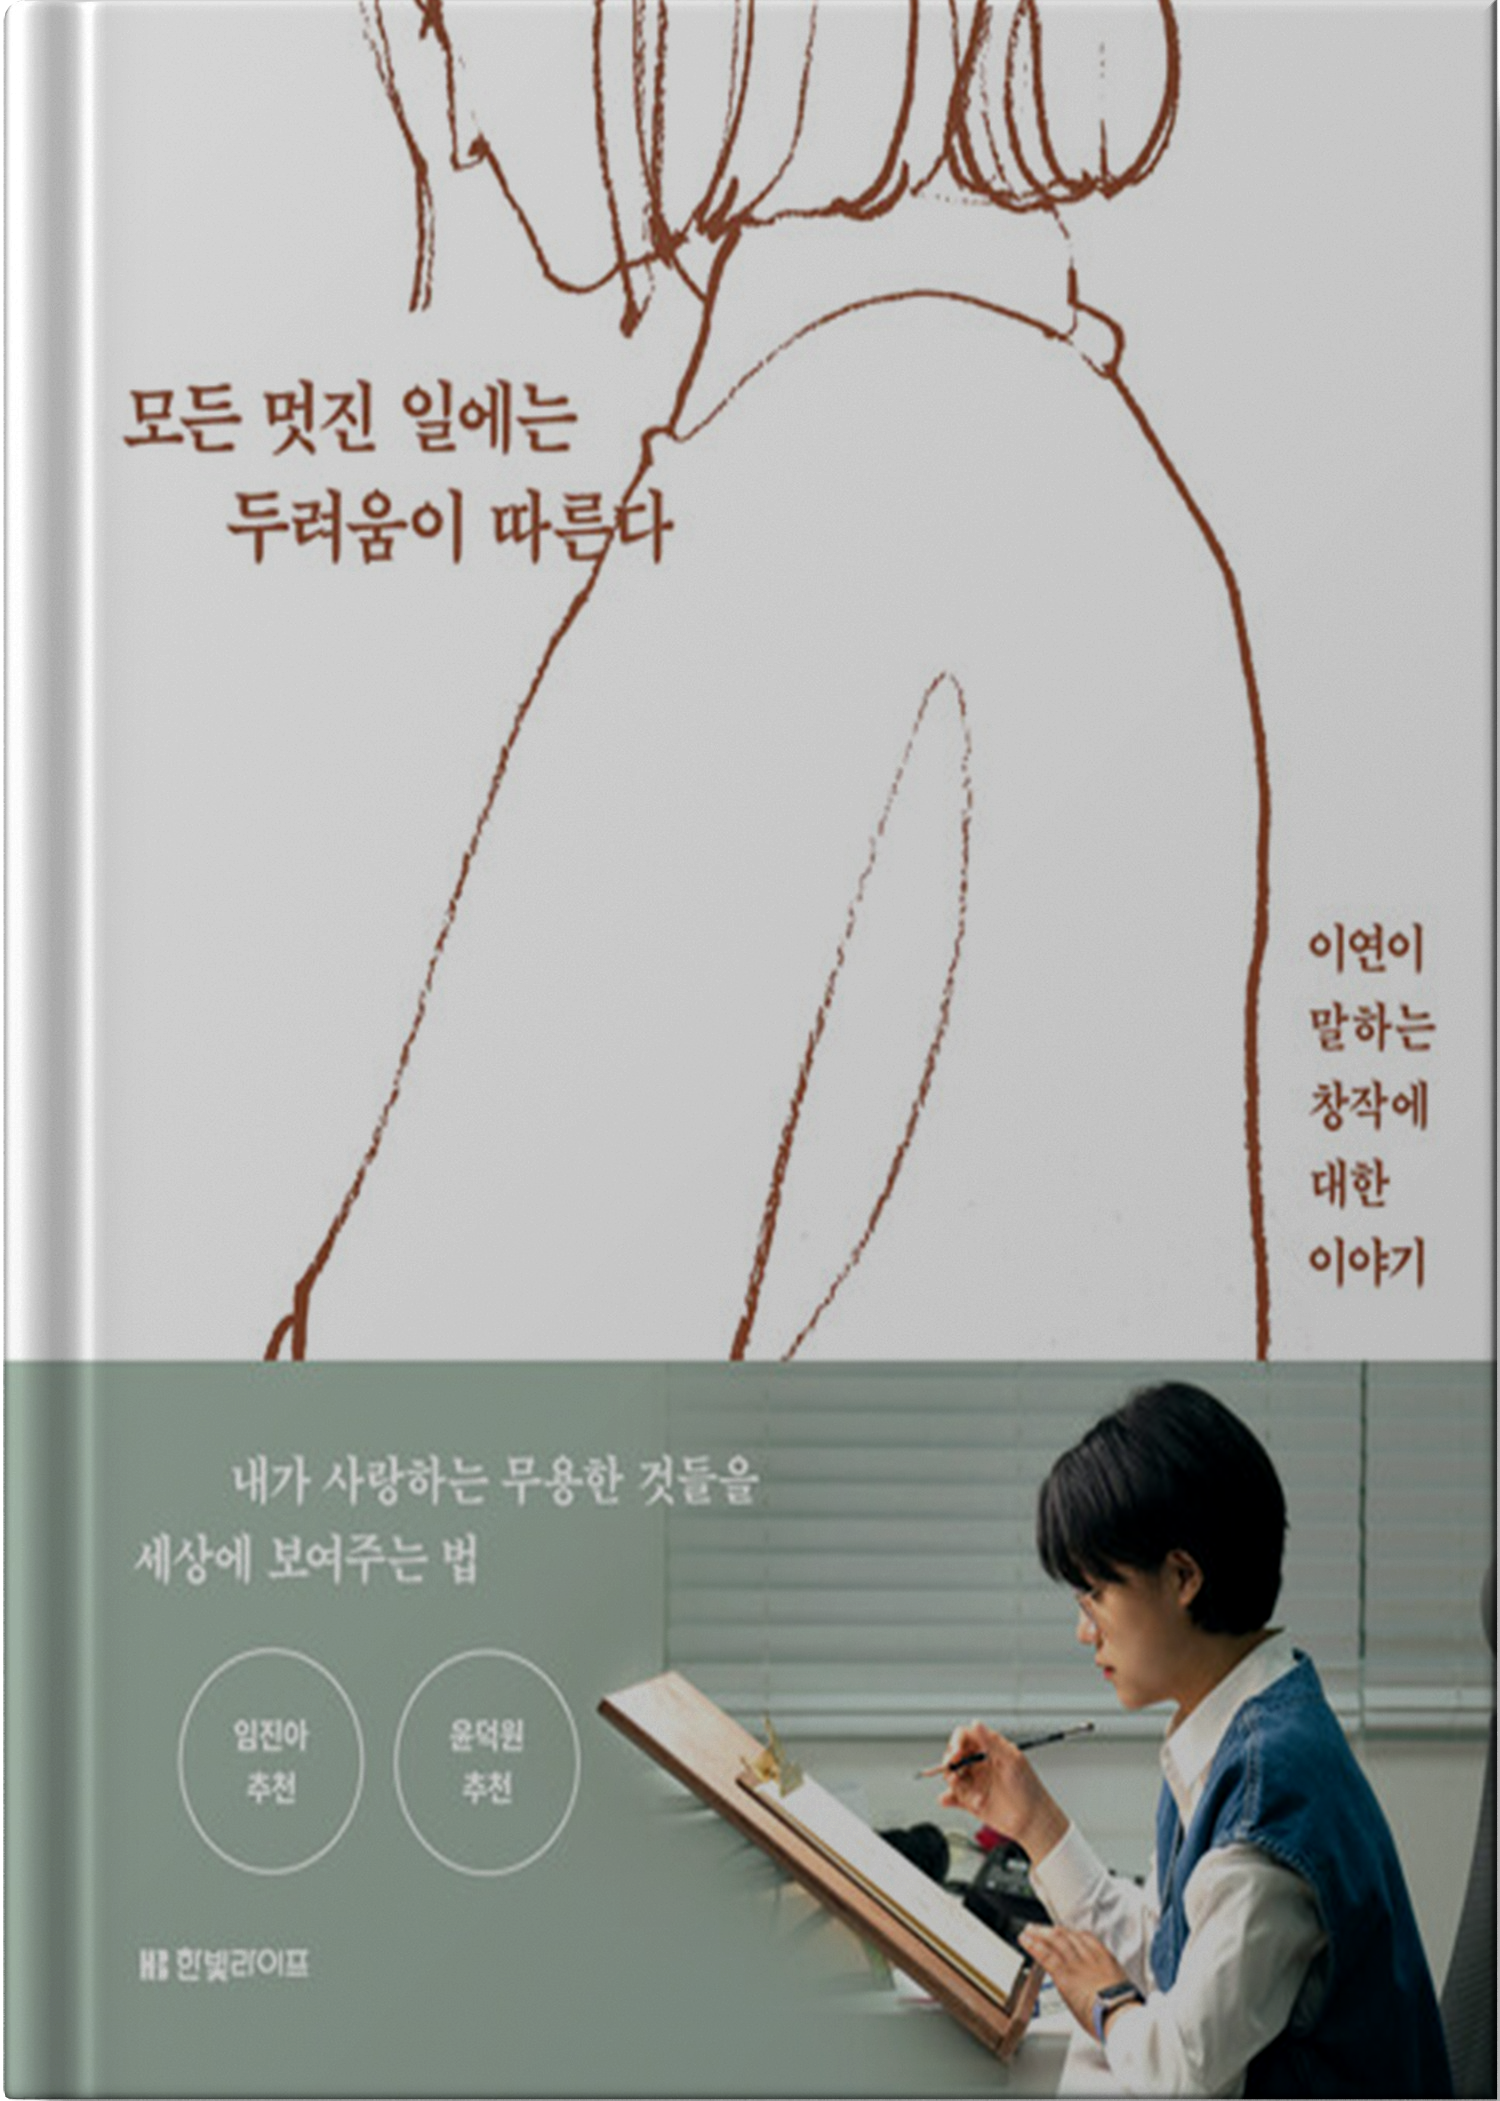 모든 멋진 일에는
두려움이 따른다
이연이
말하는
창작에
대한
이야기
내가 사랑하는 무용한 것들을
세상에 보여주는 법
임진아
추천
윤덕원
추천
HB 한빛라이프